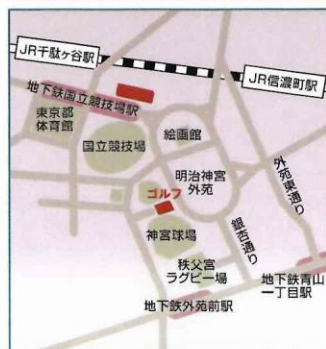 JR千駄ヶ谷駅
JR信濃町駅
地下鉄国立競技場駅
東京都
体育館
国立競技場
絵画館
明治神宮
外苑
外苑東通り
ゴルフ
神宮球場
銀杏通り
秩父宮
ラグビー場
地下鉄青山
一丁目駅
地下鉄外苑前駅